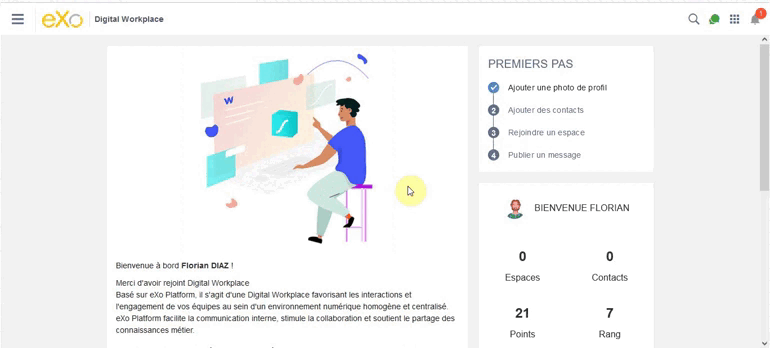 eXo Digital Workplace
1
PREMIERS PAS
Ajouter une photo de profil
2 Ajouter des contacts
3 Rejoindre un espace
4 Publier un message
W
BIENVENUE FLORIAN
0 0
Espaces Contacts
21 7
Points Rang
Bienvenue à bord Florian DIAZ !
Merci d'avoir rejoint Digital Workplace
Basé sur eXo Platform, il s'agit d'une Digital Workplace favorisant les interactions et
l'engagement de vos équipes au sein d'un environnement numérique homogène et centralisé.
eXo Platform facilite la communication interne, stimule la collaboration et soutient le partage des
connaissances métier.